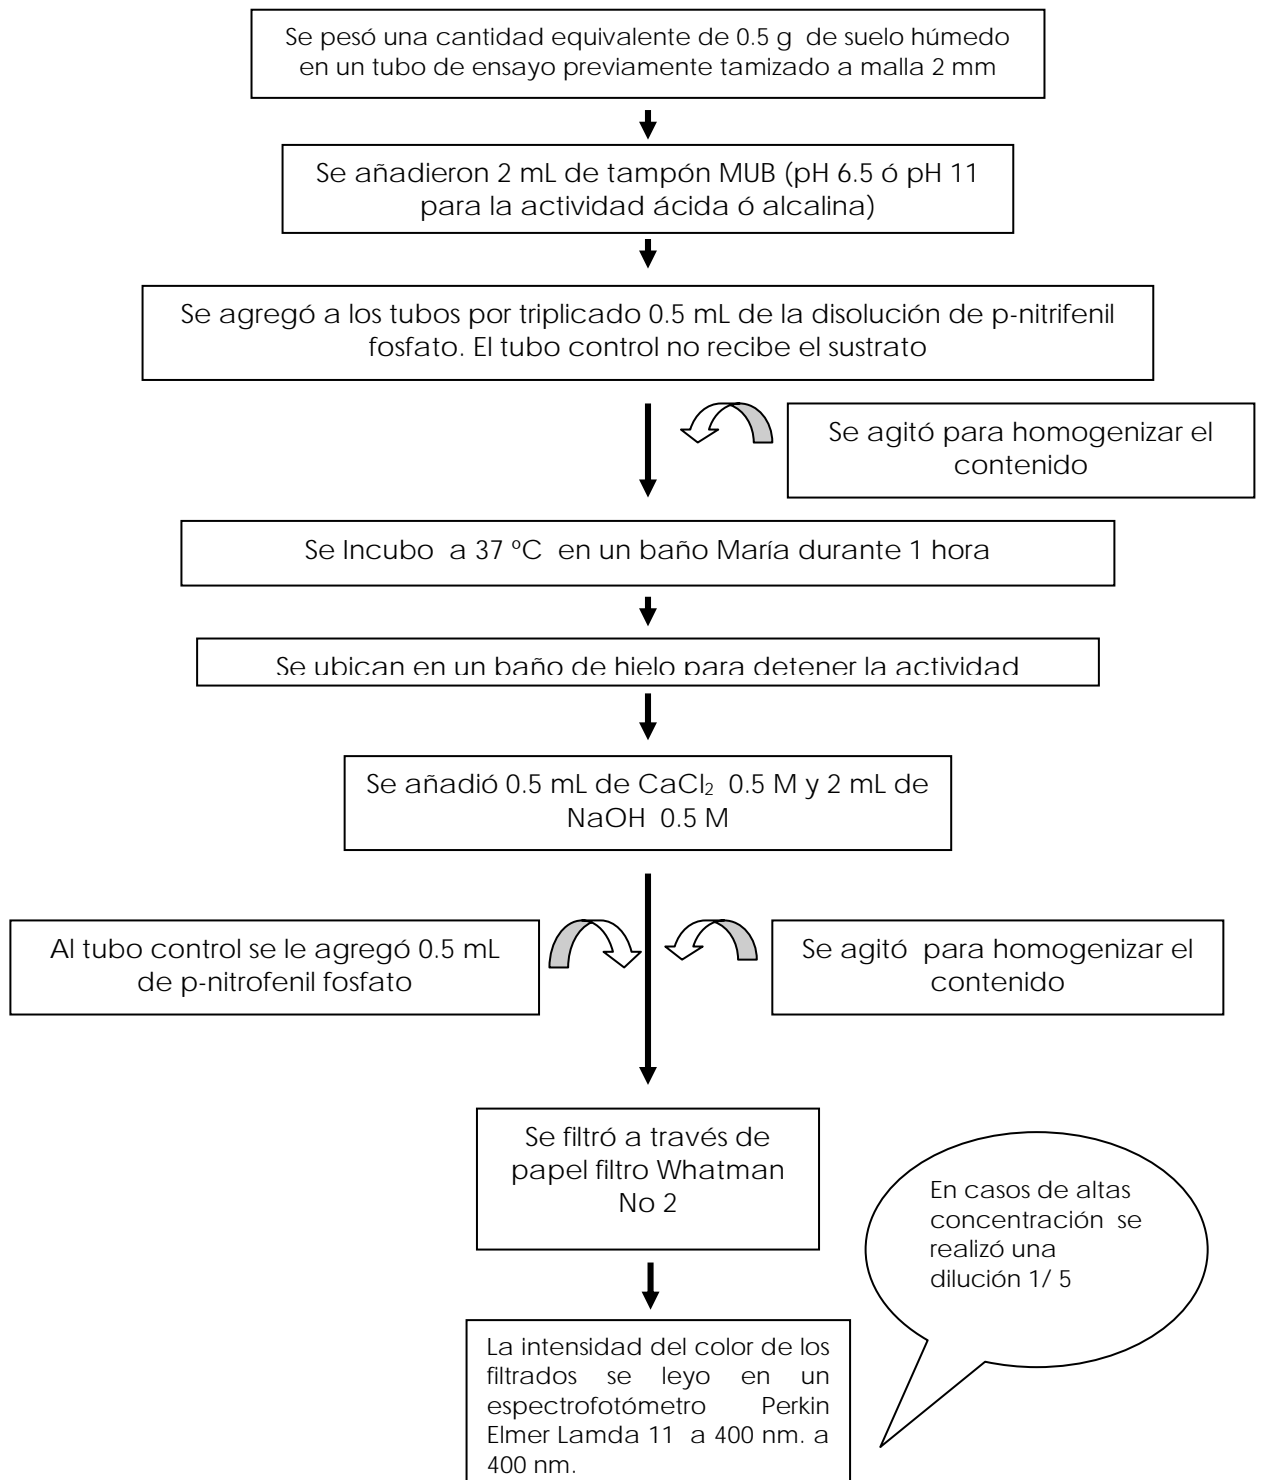 Se pesó una cantidad equivalente de 0.5 g de suelo húmedo
en un tubo de ensayo previamente tamizado a malla 2 mm
Se añadieron 2 mL de tampón MUB (pH 6.5 ó pH 11
para la actividad ácida ó alcalina)
Se agregó a los tubos por triplicado 0.5 mL de la disolución de p-nitrifenil
fosfato. El tubo control no recibe el sustrato
Se agitó para homogenizar el
contenido
Se Incubo a 37 ºC en un baño María durante 1 hora
Se ubican en un baño de hielo para detener la actividad
Se añadió 0.5 mL de CaCl₂ 0.5 M y 2 mL de
NaOH 0.5 M
Al tubo control se le agregó 0.5 mL
de p-nitrofenil fosfato
Se agitó para homogenizar el
contenido
Se filtró a través de
papel filtro Whatman
No 2
En casos de altas
concentración se
realizó una
dilución 1/ 5
La intensidad del color de los
filtrados se leyo en un
espectrofotómetro Perkin
Elmer Lamda 11 a 400 nm. a
400 nm.